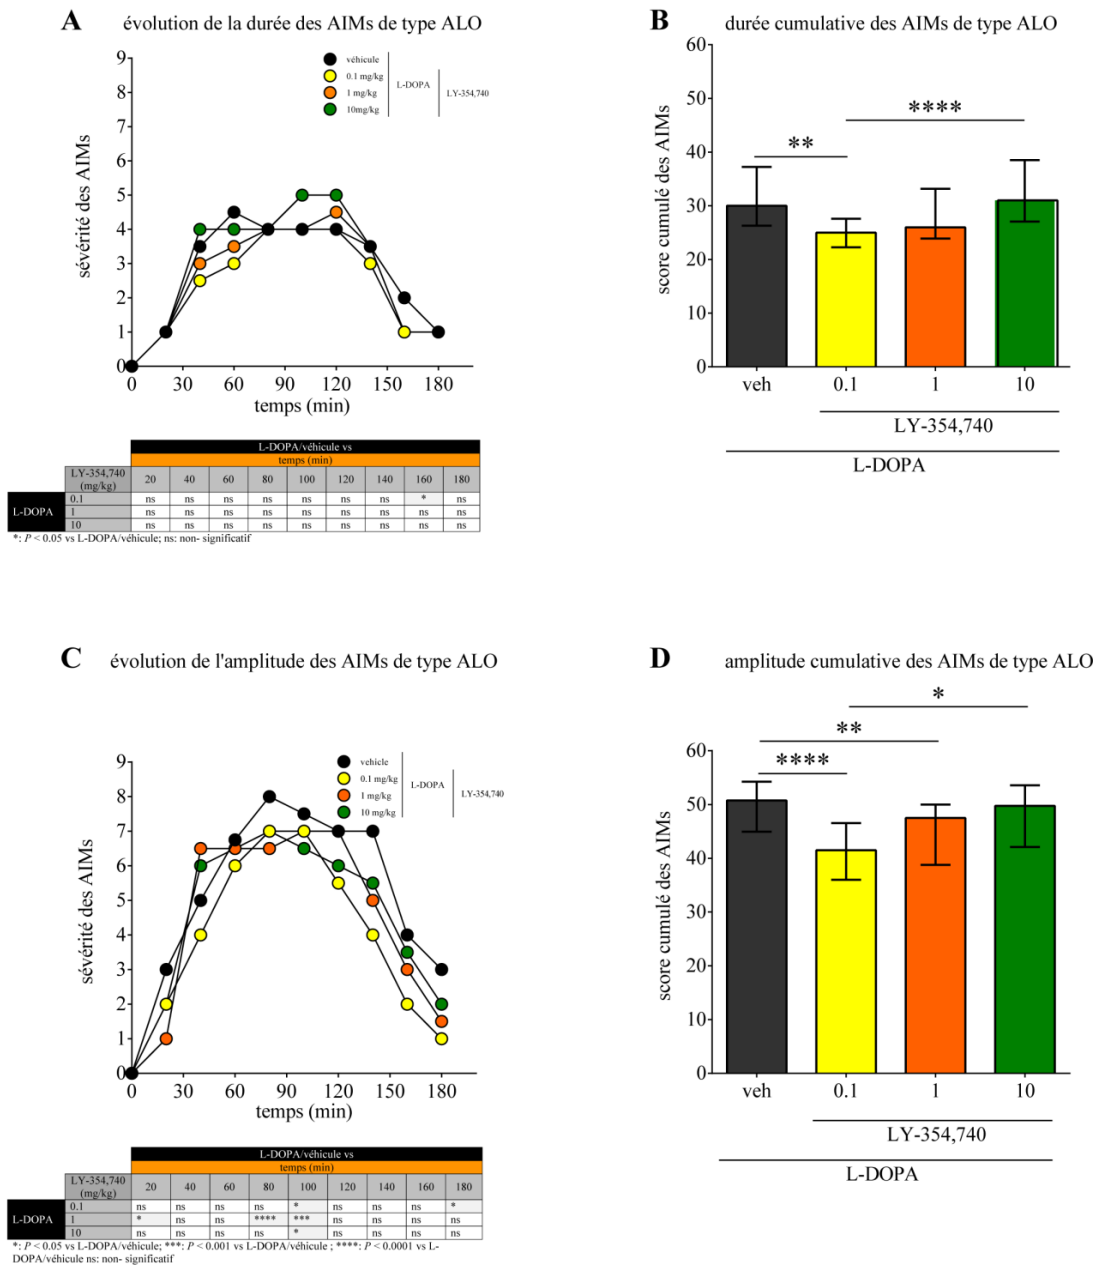 A évolution de la durée des AIMs de type ALO
9
8
7
6
5
4
3
2
1
0
sévérité des AIMs
véhicule
0.1 mg/kg
1 mg/kg
10mg/kg
L-DOPA
LY-354,740
0 30 60 90 120 150 180
temps (min)
L-DOPA/véhicule vs
temps (min)
LY-354,740 (mg/kg) 20 40 60 80 100 120 140 160 180
L-DOPA
0.1 ns ns ns ns ns ns ns * ns
1 ns ns ns ns ns ns ns ns ns
10 ns ns ns ns ns ns ns ns ns
*: P < 0.05 vs L-DOPA/véhicule; ns: non- significatif
B durée cumulative des AIMs de type ALO
60
50
40
30
20
10
0
score cumulé des AIMs
**
****
veh 0.1 1 10
LY-354,740
L-DOPA
C évolution de l'amplitude des AIMs de type ALO
9
8
7
6
5
4
3
2
1
0
sévérité des AIMs
vehicle
0.1 mg/kg
1 mg/kg
10 mg/kg
L-DOPA
LY-354,740
0 30 60 90 120 150 180
temps (min)
L-DOPA/véhicule vs
temps (min)
LY-354,740 (mg/kg) 20 40 60 80 100 120 140 160 180
L-DOPA
0.1 ns ns ns ns * ns ns ns *
1 * ns ns **** *** ns ns ns ns
10 ns ns ns ns * ns ns ns ns
*: P < 0.05 vs L-DOPA/véhicule; ***: P < 0.001 vs L-DOPA/véhicule ; ****: P < 0.0001 vs L-
DOPA/véhicule ns: non- significatif
D amplitude cumulative des AIMs de type ALO
*
**
****
60
50
40
30
20
10
0
score cumulé des AIMs
veh 0.1 1 10
LY-354,740
L-DOPA